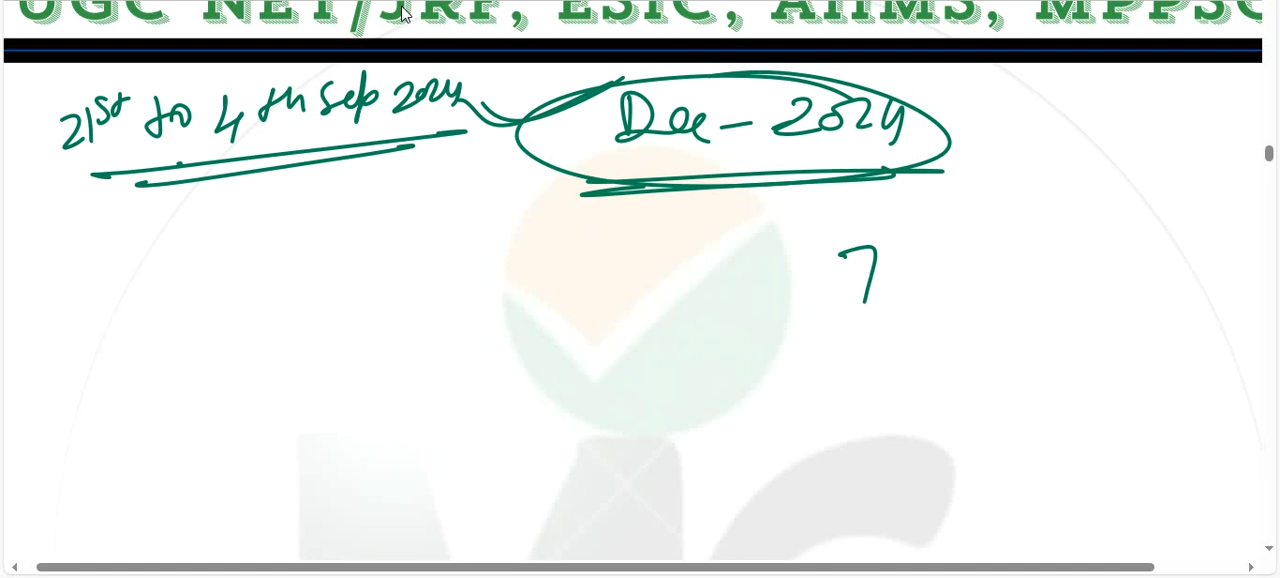 UGC NET/JRF, ESIC, AIIMS, MPPSC
21st to 4th Sep 2024 Dec - 2024
7